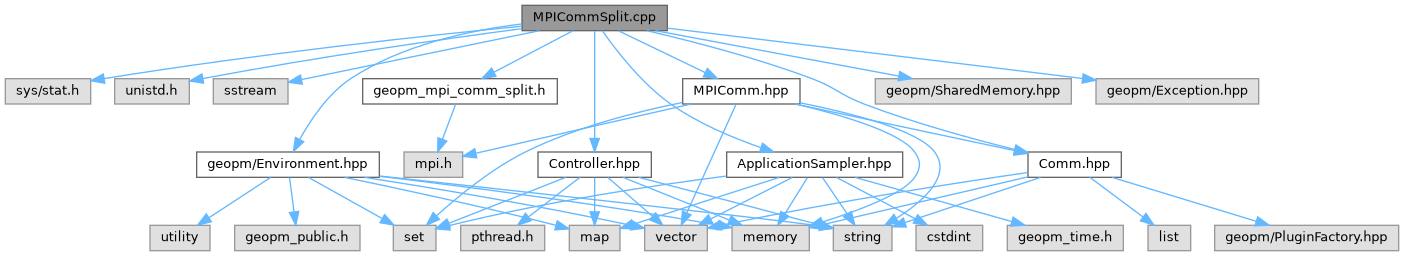 MPICommSplit.cpp
sys/stat.h
unistd.h
sstream
geopm_mpi_comm_split.h
MPIComm.hpp
geopm/SharedMemory.hpp
geopm/Exception.hpp
geopm/Environment.hpp
mpi.h
Controller.hpp
ApplicationSampler.hpp
Comm.hpp
utility
geopm_public.h
set
pthread.h
map
vector
memory
string
cstdint
geopm_time.h
list
geopm/PluginFactory.hpp